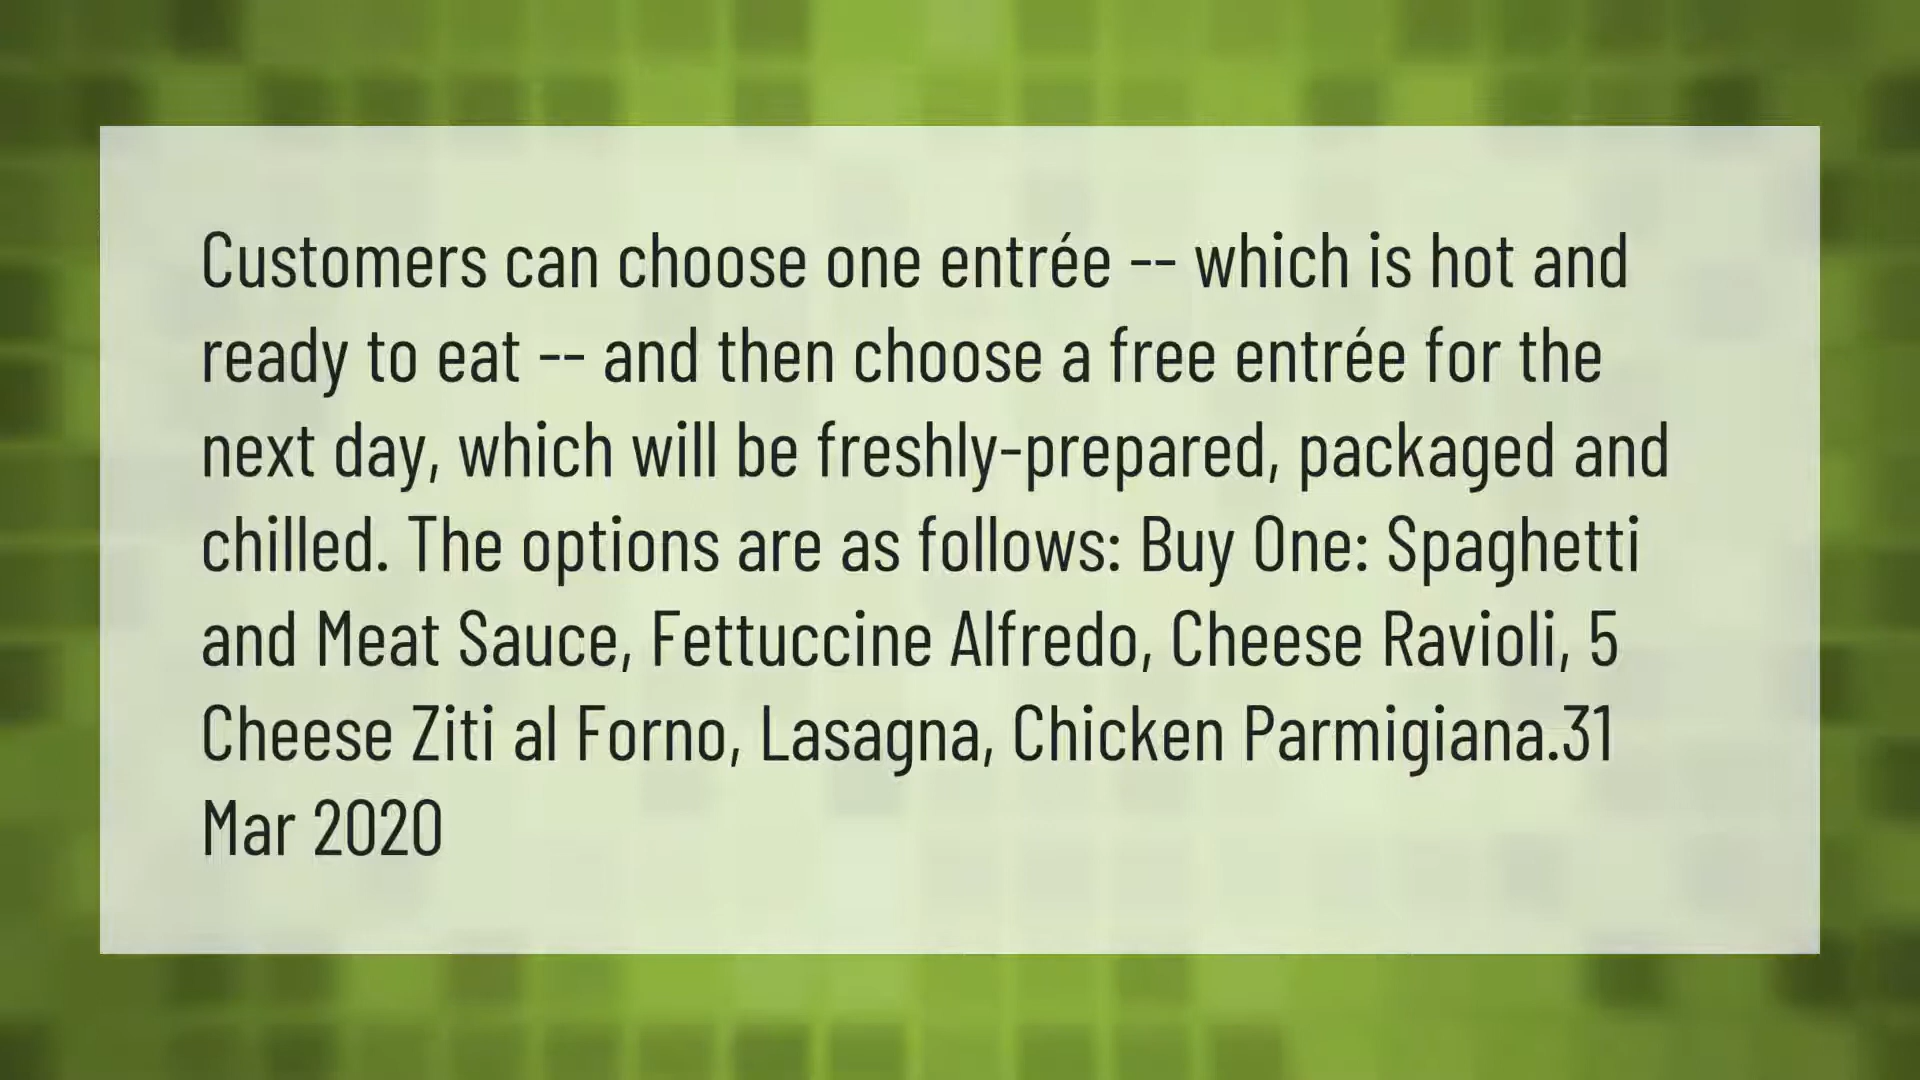 Customers can choose one entrée -- which is hot and
ready to eat -- and then choose a free entrée for the
next day, which will be freshly-prepared, packaged and
chilled. The options are as follows: Buy One: Spaghetti
and Meat Sauce, Fettuccine Alfredo, Cheese Ravioli, 5
Cheese Ziti al Forno, Lasagna, Chicken Parmigiana.31
Mar 2020